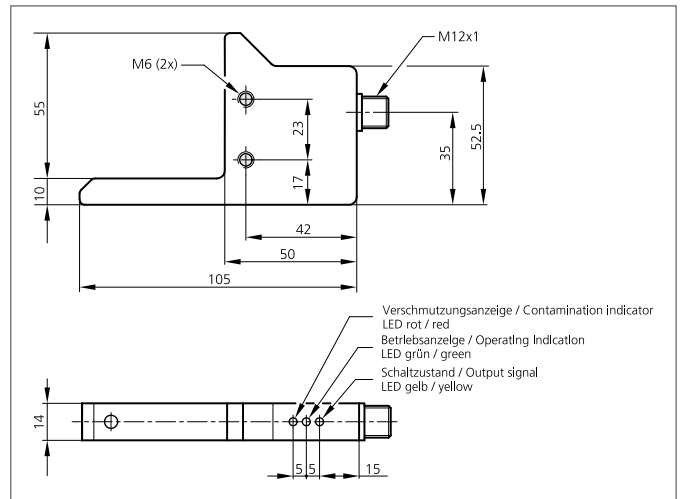 M12x1
M6 (2x)
55
23
52.5
35
10
17
42
50
105
Verschmutzungsanzeige / Contamination indicator
LED rot / red
Betriebsanzeige / Operating Indication
LED grün / green
Schaltzustand / Output signal
LED gelb / yellow
14
5 5 15